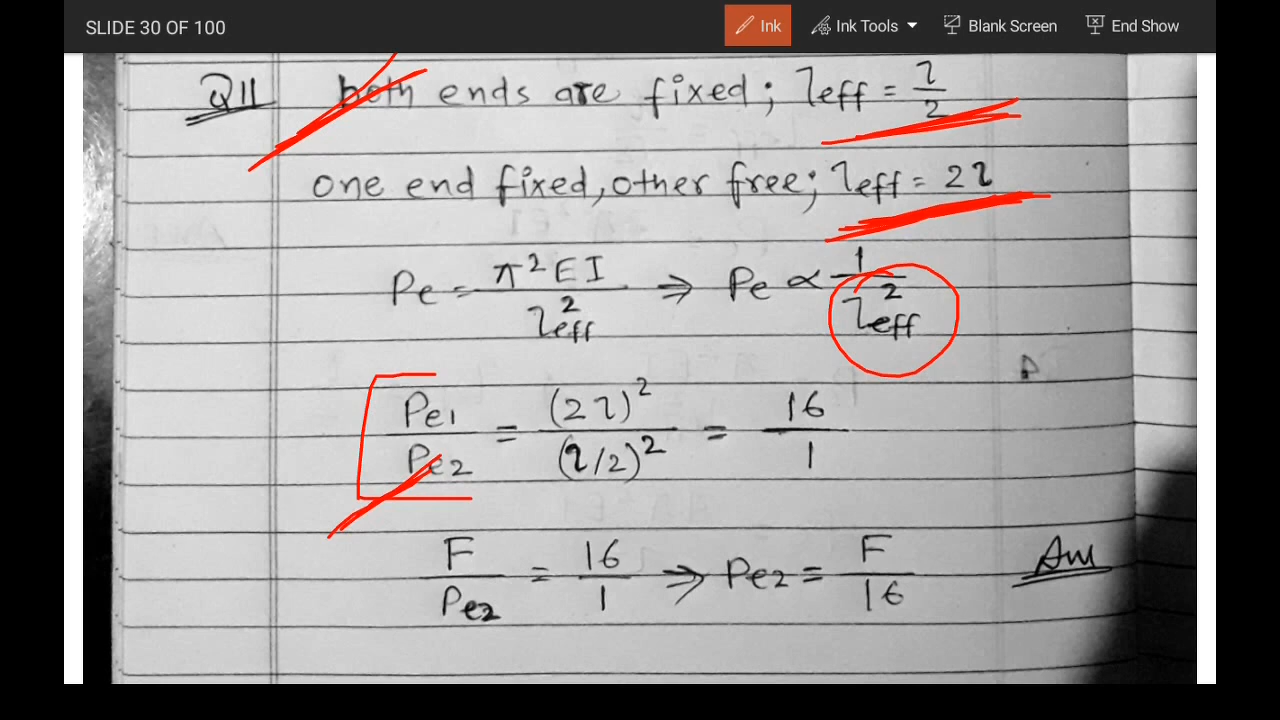 SLIDE 30 OF 100 Ink Ink Tools Blank Screen End Show
Q11 both ends are fixed; leff = l/2
one end fixed, other free; leff = 2l
Pe = π²EI/l²eff ⇒ Pe ∝ 1/l²eff
Pe1/Pe2 = (2l)²/(l/2)² = 16/1
F/Pe2 = 16/1 ⇒ Pe2 = F/16 Ans